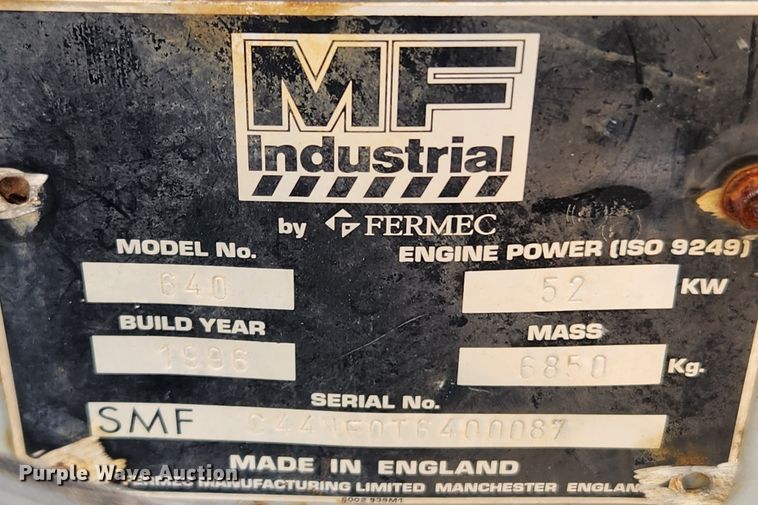 MF
Industrial
by FERMEC
MODEL No. ENGINE POWER (ISO 9249)
640 52 KW
BUILD YEAR MASS
1996 6850 Kg.
SERIAL No.
SMF
MADE IN ENGLAND
Purple Wave Auction
FERMEC MANUFACTURING LIMITED MANCHESTER ENGLAND